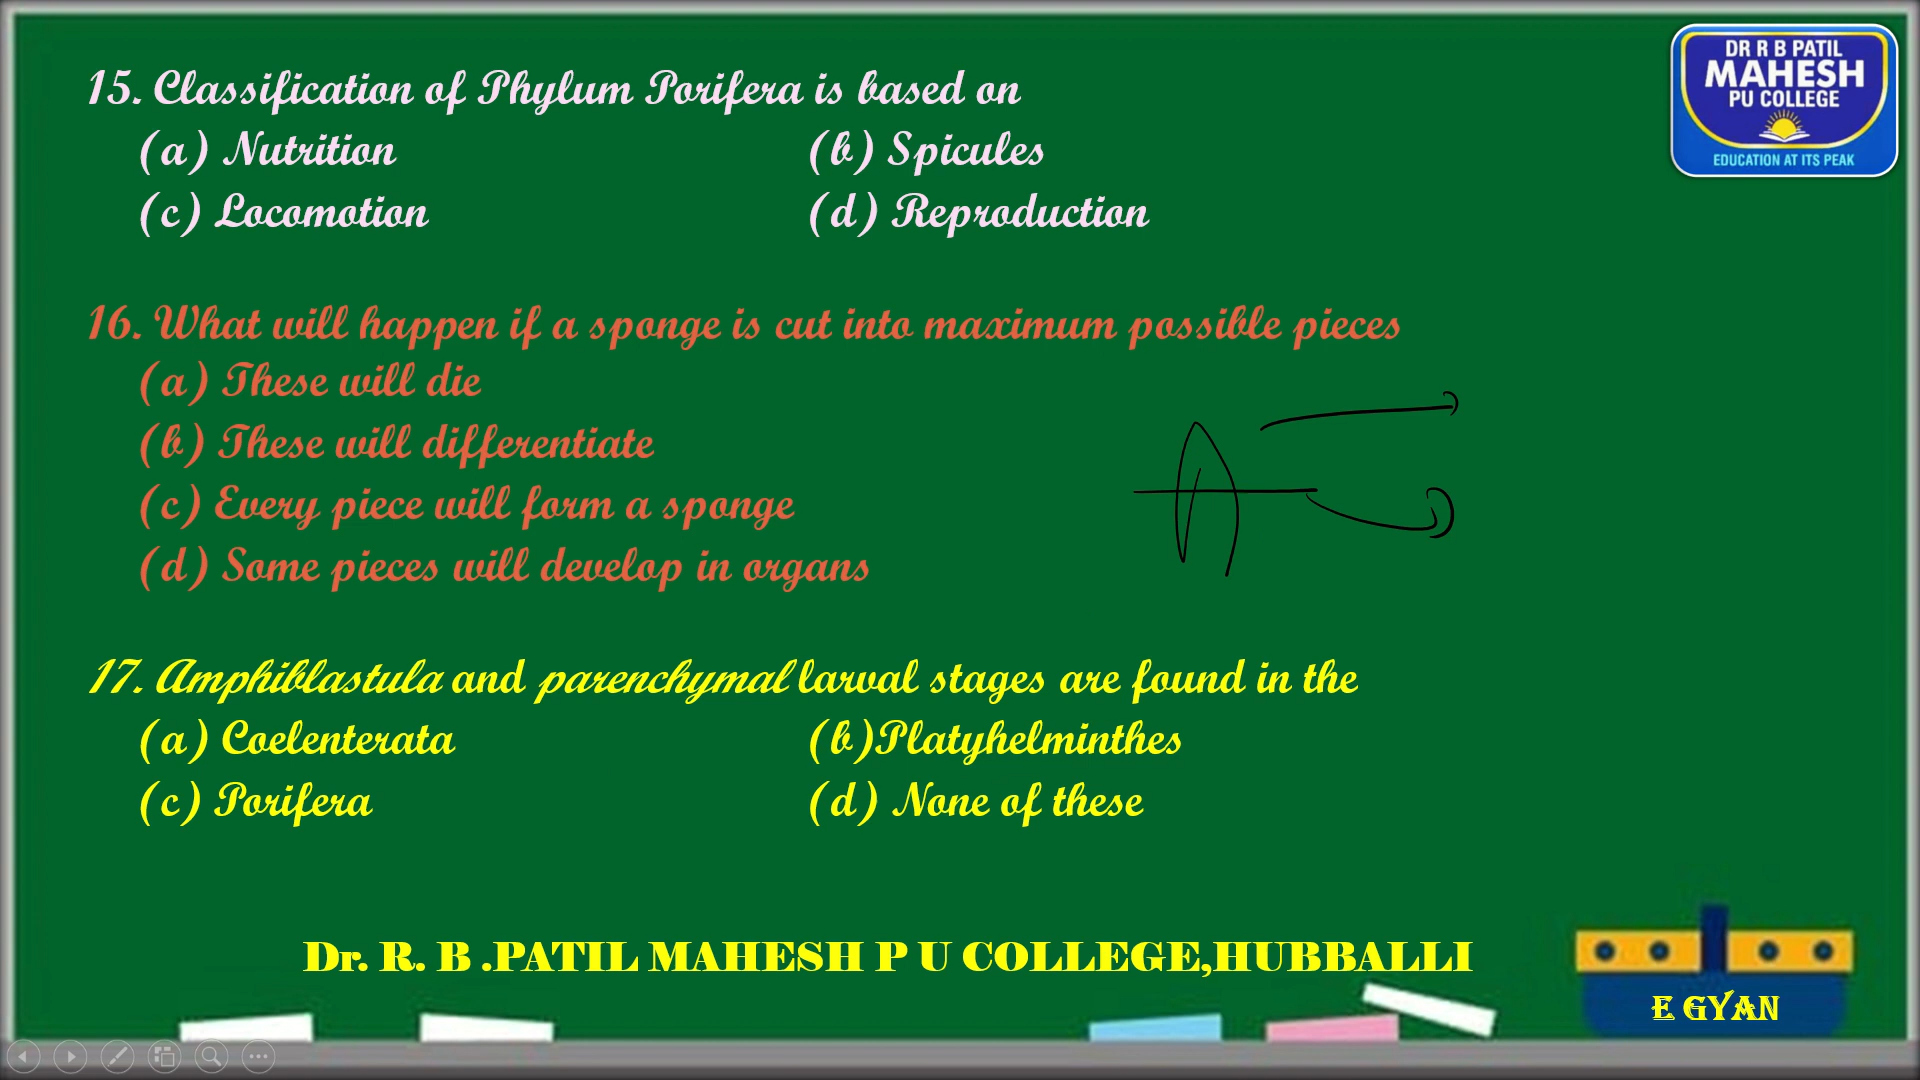 15. Classification of Phylum Porifera is based on
(a) Nutrition (b) Spicules
(c) Locomotion (d) Reproduction
16. What will happen if a sponge is cut into maximum possible pieces
(a) These will die
(b) These will differentiate
(c) Every piece will form a sponge
(d) Some pieces will develop in organs
17. Amphiblastula and parenchymal larval stages are found in the
(a) Coelenterata (b)Platyhelminthes
(c) Porifera (d) None of these
Dr. R. B .PATIL MAHESH P U COLLEGE,HUBBALLI
E GYAN
DR R B PATIL
MAHESH
PU COLLEGE
EDUCATION AT ITS PEAK